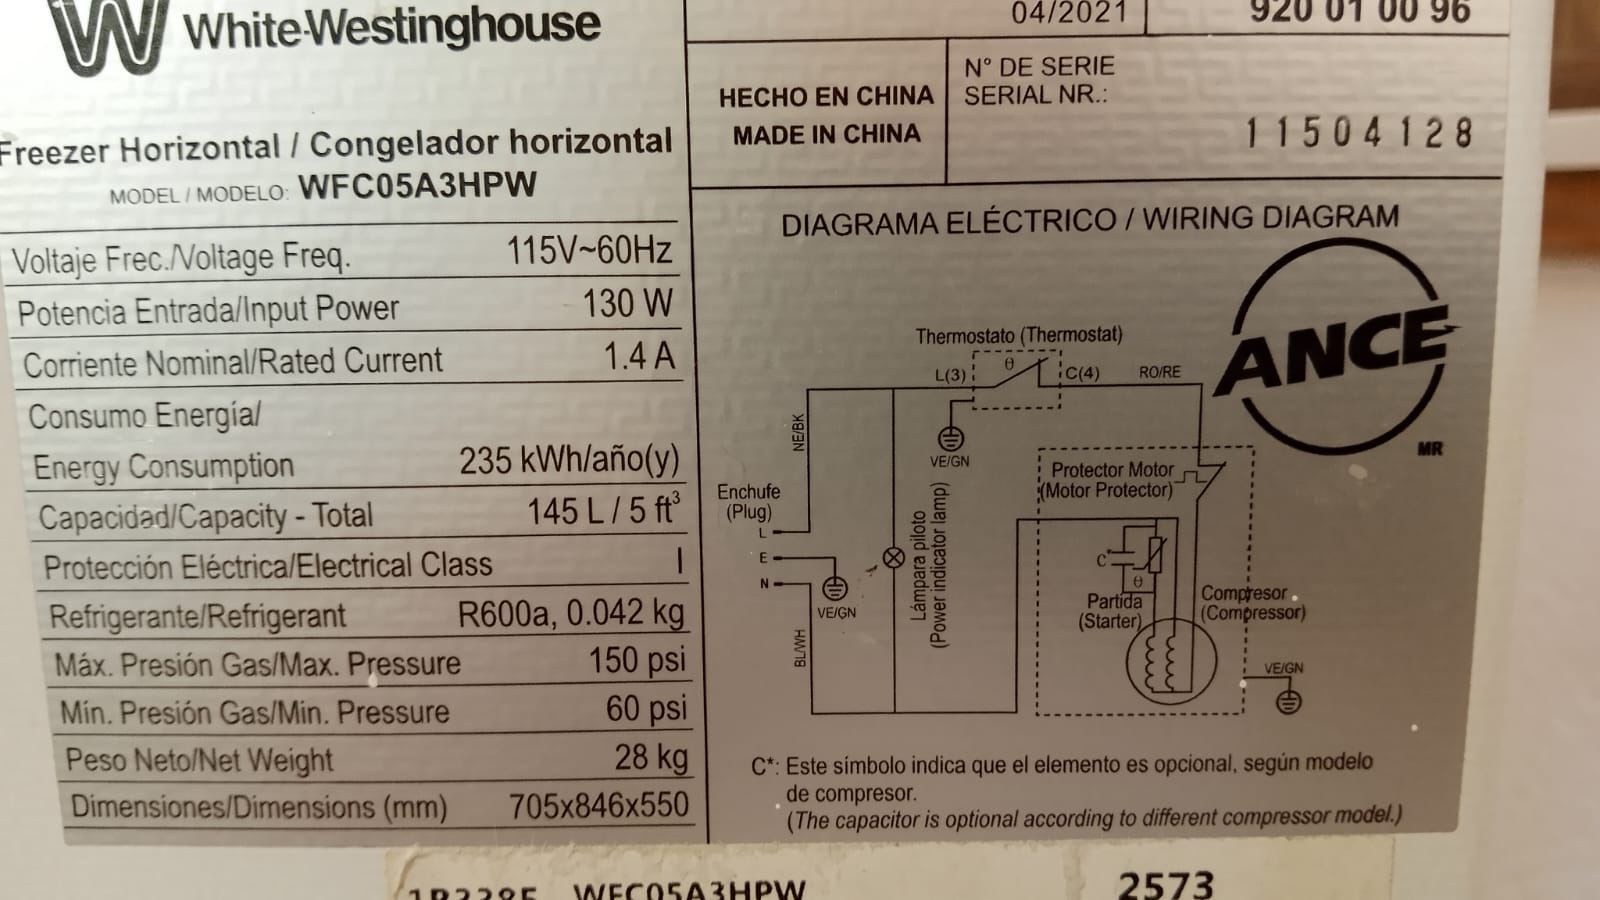 White-Westinghouse
Freezer Horizontal / Congelador horizontal
MODEL / MODELO: WFC05A3HPW
Voltaje Frec./Voltage Freq. 115V~60Hz
Potencia Entrada/Input Power 130 W
Corriente Nominal/Rated Current 1.4 A
Consumo Energía/
Energy Consumption 235 kWh/año(y)
Capacidad/Capacity - Total 145 L / 5 ft³
Protección Eléctrica/Electrical Class I
Refrigerante/Refrigerant R600a, 0.042 kg
Máx. Presión Gas/Max. Pressure 150 psi
Mín. Presión Gas/Min. Pressure 60 psi
Peso Neto/Net Weight 28 kg
Dimensiones/Dimensions (mm) 705x846x550
04/2021
920 01 00 96
HECHO EN CHINA
MADE IN CHINA
N° DE SERIE
SERIAL NR.:
11504128
DIAGRAMA ELÉCTRICO / WIRING DIAGRAM
ANCE
MR
Thermostato (Thermostat)
L(3) θ C(4) RO/RE
NE/BK
VE/GN
Protector Motor
(Motor Protector)
Enchufe
(Plug)
L
E
N
VE/GN
BL/WH
Lámpara piloto
(Power indicator lamp)
C*
θ
Partida
(Starter)
Compresor
(Compressor)
VE/GN
C*: Este símbolo indica que el elemento es opcional, según modelo
de compresor.
(The capacitor is optional according to different compressor model.)
WFC05A3HPW
2573